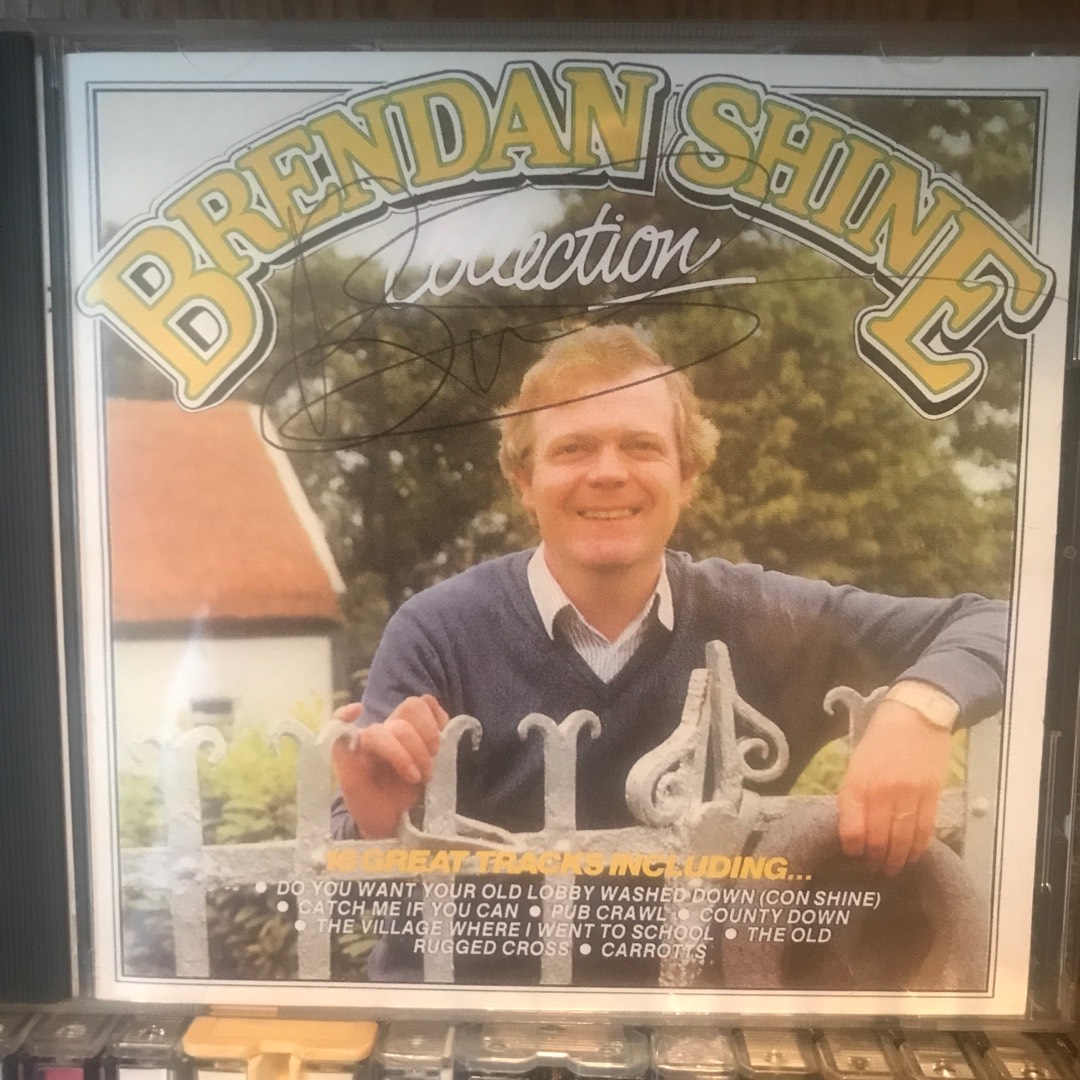 BRENDAN SHINE
Collection
16 GREAT TRACKS INCLUDING...
● DO YOU WANT YOUR OLD LOBBY WASHED DOWN (CON SHINE)
● CATCH ME IF YOU CAN ● PUB CRAWL ● COUNTY DOWN
● THE VILLAGE WHERE I WENT TO SCHOOL ● THE OLD
RUGGED CROSS ● CARROTTS